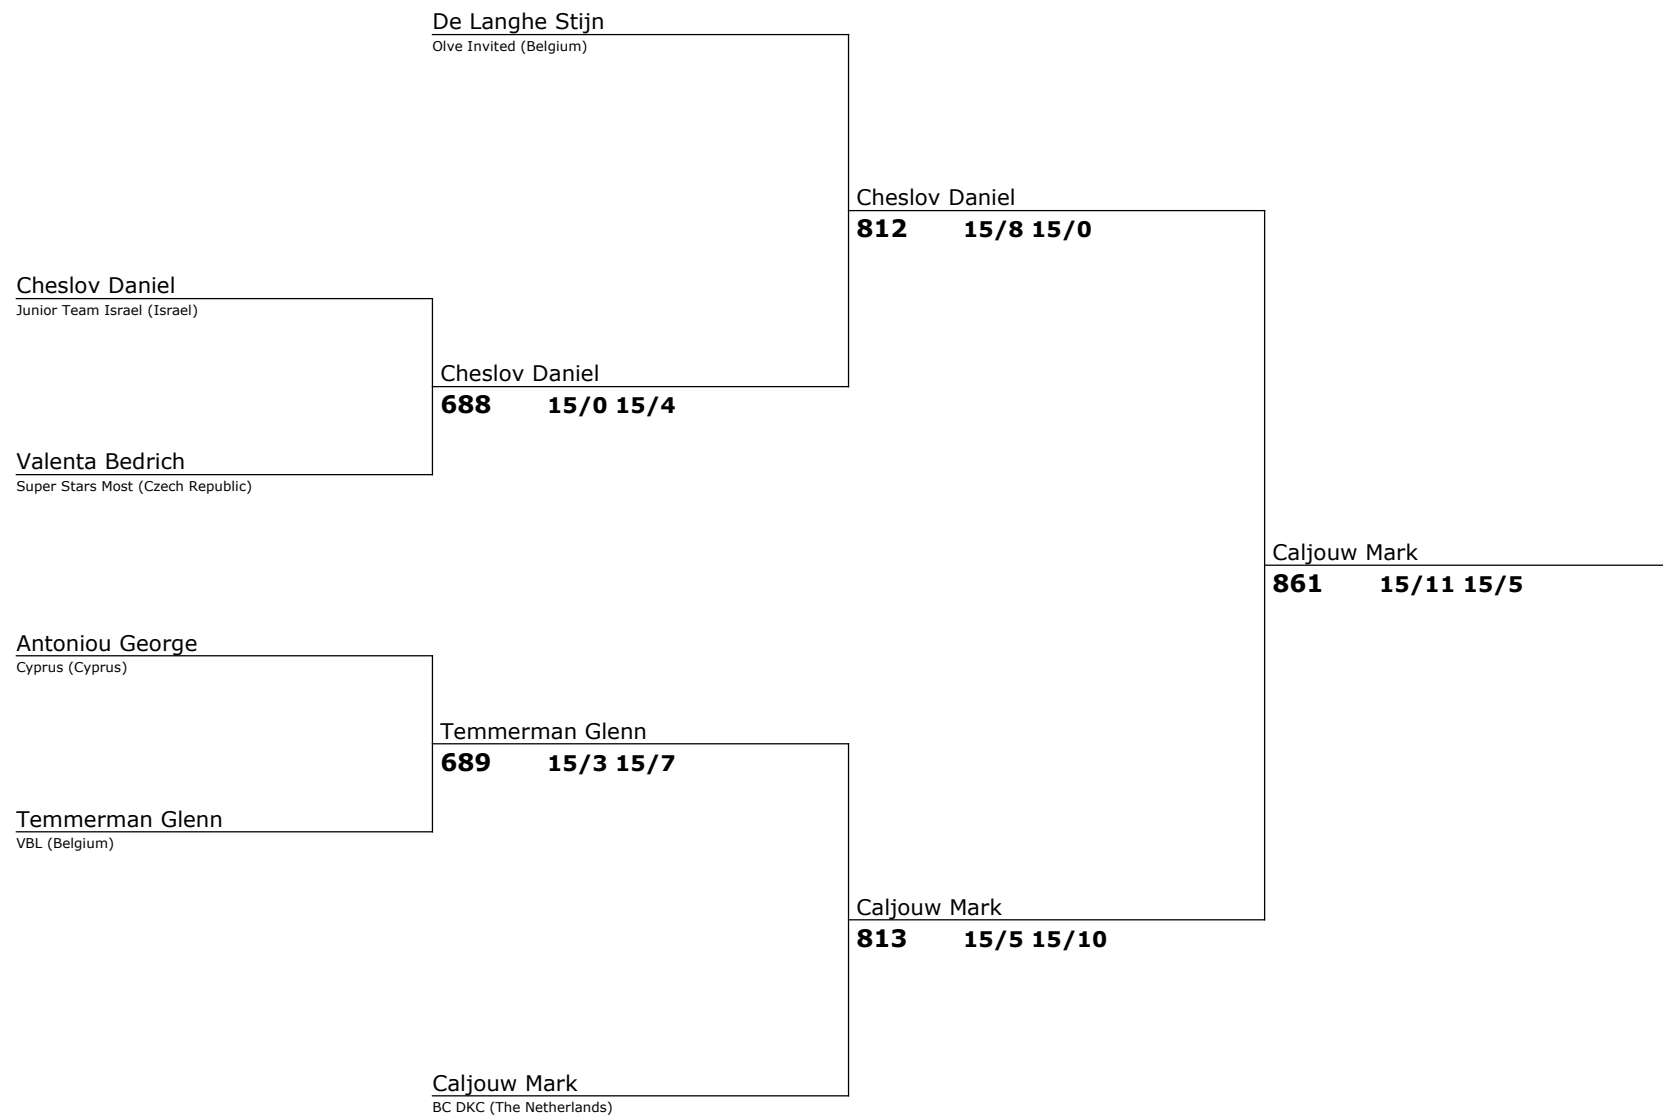 De Langhe Stijn
Olve Invited (Belgium)
Cheslov Daniel
812 15/8 15/0
Cheslov Daniel
Junior Team Israel (Israel)
Cheslov Daniel
688 15/0 15/4
Valenta Bedrich
Super Stars Most (Czech Republic)
Caljouw Mark
861 15/11 15/5
Antoniou George
Cyprus (Cyprus)
Temmerman Glenn
689 15/3 15/7
Temmerman Glenn
VBL (Belgium)
Caljouw Mark
813 15/5 15/10
Caljouw Mark
BC DKC (The Netherlands)